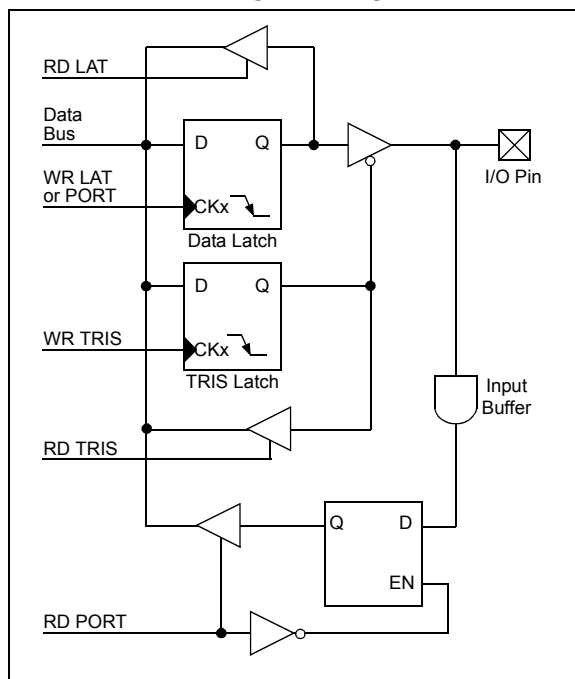 RD LAT
Data
Bus
D Q
I/O Pin
WR LAT
or PORT
CKx
Data Latch
D Q
WR TRIS
CKx
TRIS Latch
Input
Buffer
RD TRIS
Q D
EN
RD PORT